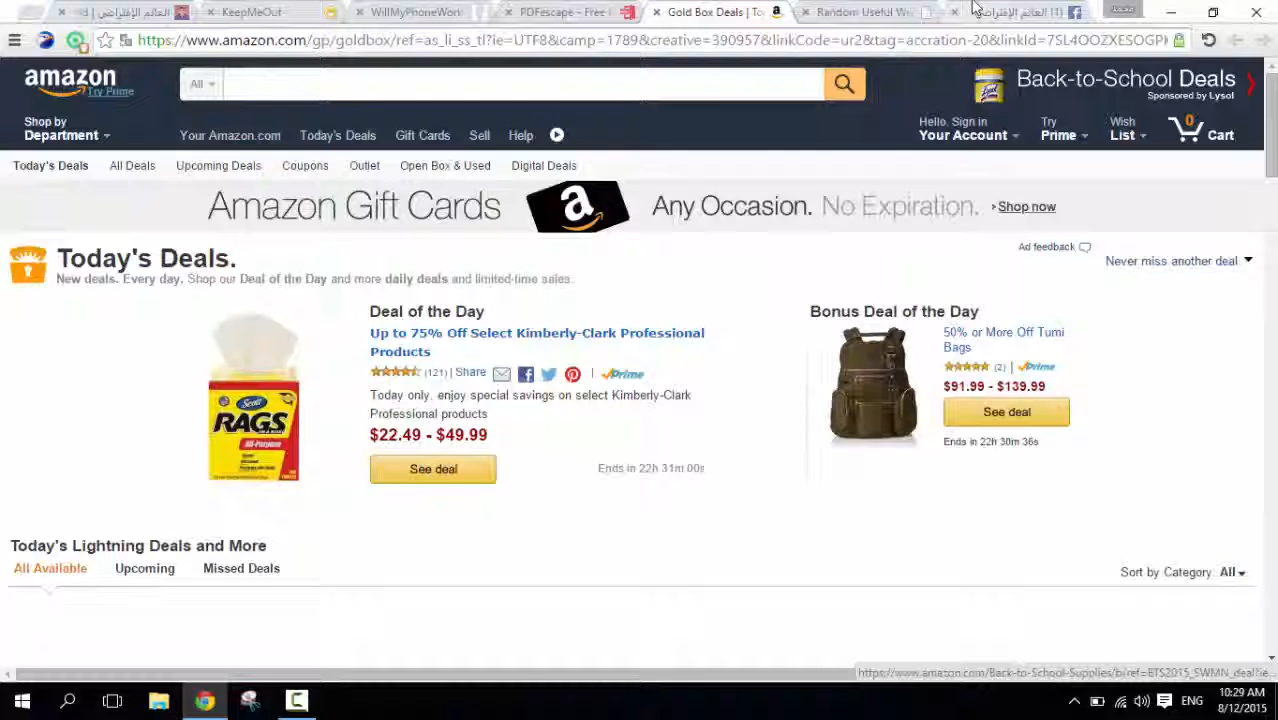 العالم الإفتراضي | ف
KeepMeOut
WillMyPhoneWork
PDFescape - Free
Gold Box Deals | To
Random Useful We
(1) العالم الإفتراضي
https://www.amazon.com/gp/goldbox/ref=as_li_ss_tl?ie=UTF8&camp=1789&creative=390957&linkCode=ur2&tag=accration-20&linkId=7SL4OOZXESOGPK
amazon
Try Prime
All
Back-to-School Deals
Sponsored by Lysol
Shop by
Department
Your Amazon.com Today's Deals Gift Cards Sell Help
Hello. Sign in
Your Account
Try
Prime
Wish
List
0
Cart
Today's Deals All Deals Upcoming Deals Coupons Outlet Open Box & Used Digital Deals
Amazon Gift Cards a Any Occasion. No Expiration. Shop now
Ad feedback
Today's Deals.
Never miss another deal
New deals. Every day. Shop our Deal of the Day and more daily deals and limited-time sales.
Deal of the Day
Up to 75% Off Select Kimberly-Clark Professional
Products
(121) | Share | Prime
Today only, enjoy special savings on select Kimberly-Clark
Professional products
$22.49 - $49.99
See deal
Ends in 22h 31m 00s
Scott
RAGS
All-Purpose
Bonus Deal of the Day
50% or More Off Tumi
Bags
(2) | Prime
$91.99 - $139.99
See deal
Ends in 22h 30m 36s
Today's Lightning Deals and More
All Available Upcoming Missed Deals
Sort by Category: All
https://www.amazon.com/Back-to-School-Supplies/b/ref=ETS2015_SWMN_deal?ie...
ENG
10:29 AM
8/12/2015